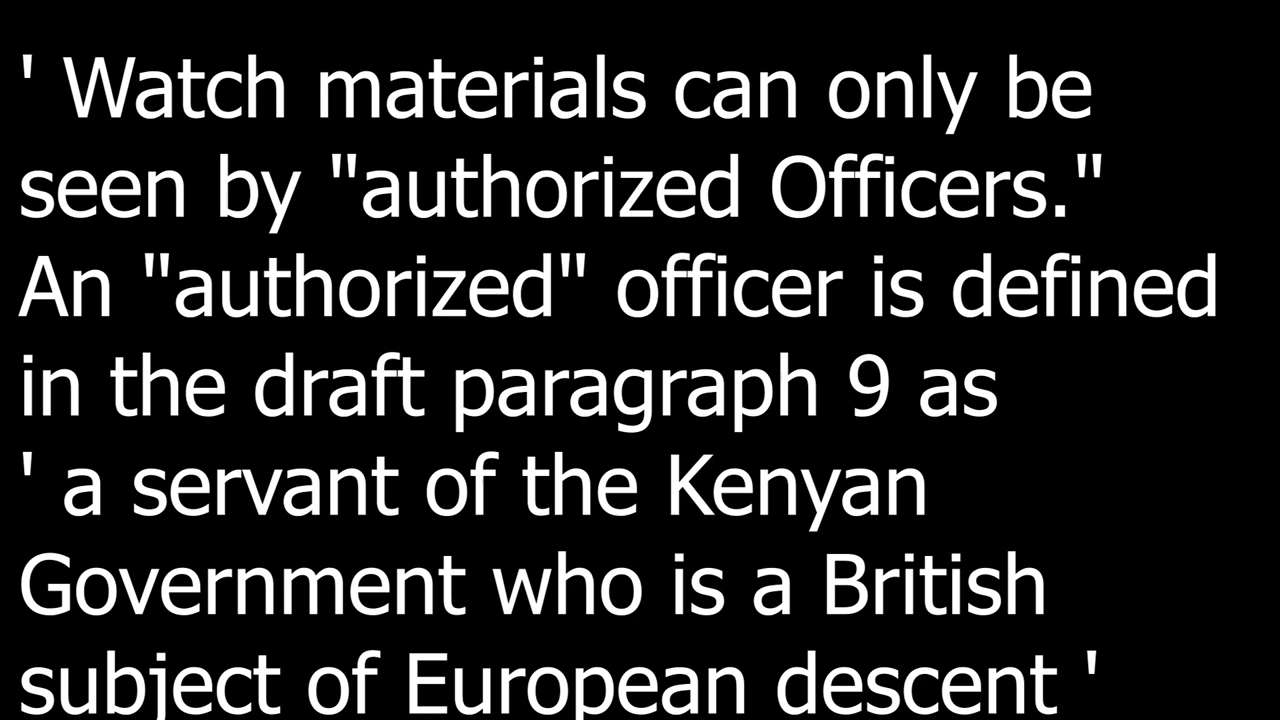 ' Watch materials can only be
seen by "authorized Officers."
An "authorized" officer is defined
in the draft paragraph 9 as
' a servant of the Kenyan
Government who is a British
subject of European descent '